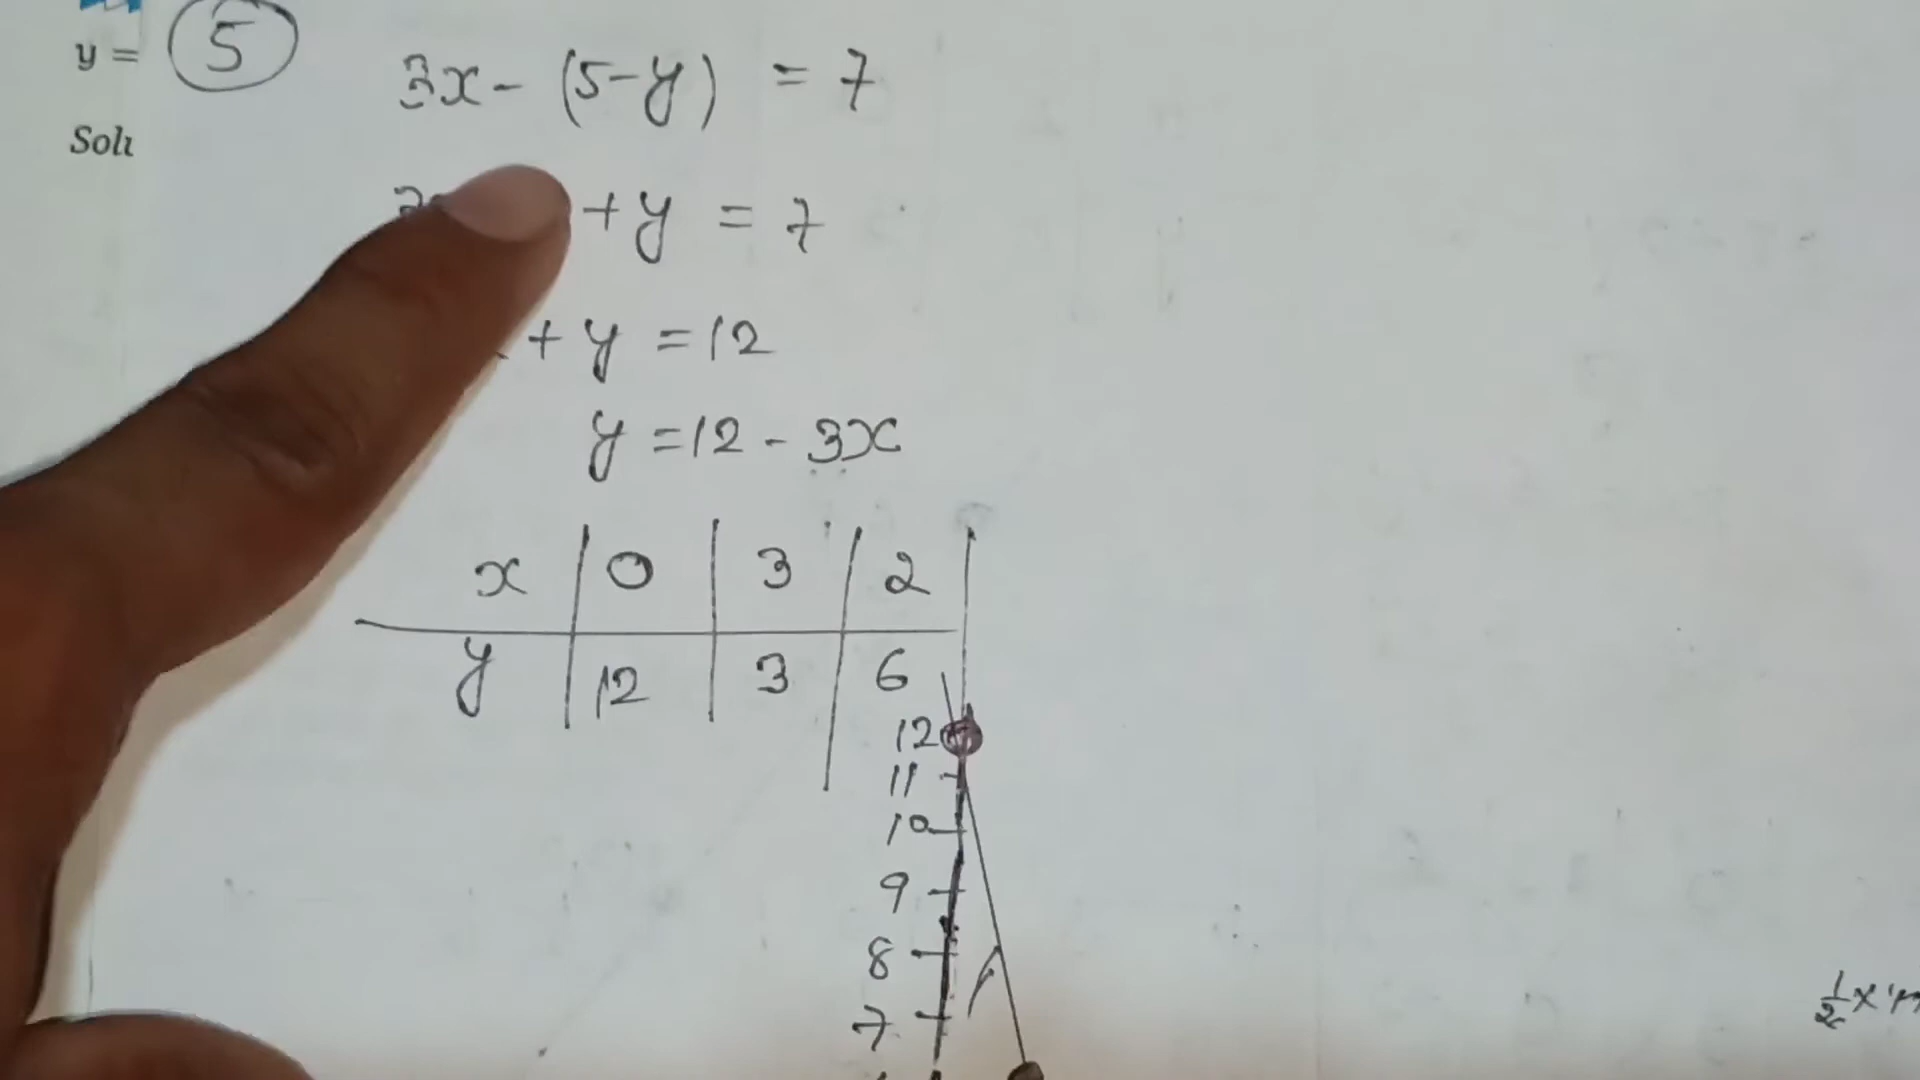 y = 5 3x - (5-y) = 7
Solu
+ y = 7
+ y = 12
y = 12 - 3x
x 0 3 2
y 12 3 6
12
11
10
9
8
7